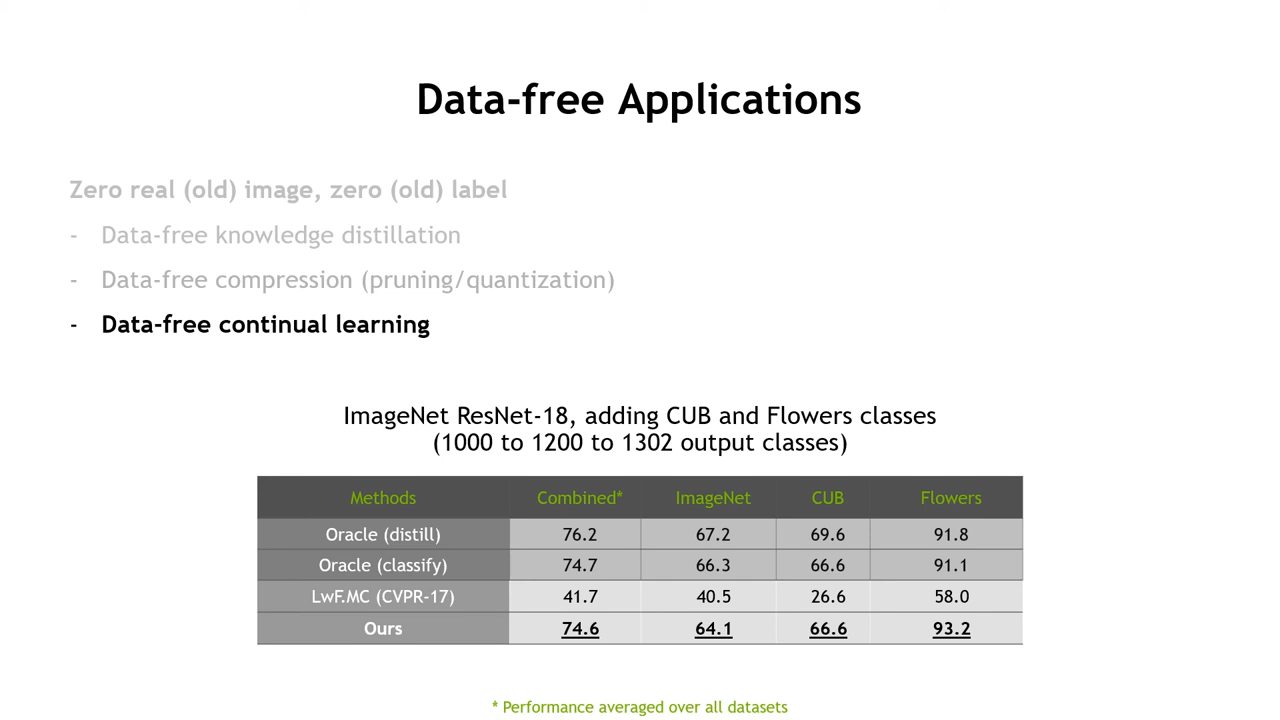 Data-free Applications
Zero real (old) image, zero (old) label
- Data-free knowledge distillation
- Data-free compression (pruning/quantization)
- Data-free continual learning
ImageNet ResNet-18, adding CUB and Flowers classes
(1000 to 1200 to 1302 output classes)
Methods Combined* ImageNet CUB Flowers
Oracle (distill) 76.2 67.2 69.6 91.8
Oracle (classify) 74.7 66.3 66.6 91.1
LwF.MC (CVPR-17) 41.7 40.5 26.6 58.0
Ours 74.6 64.1 66.6 93.2
* Performance averaged over all datasets